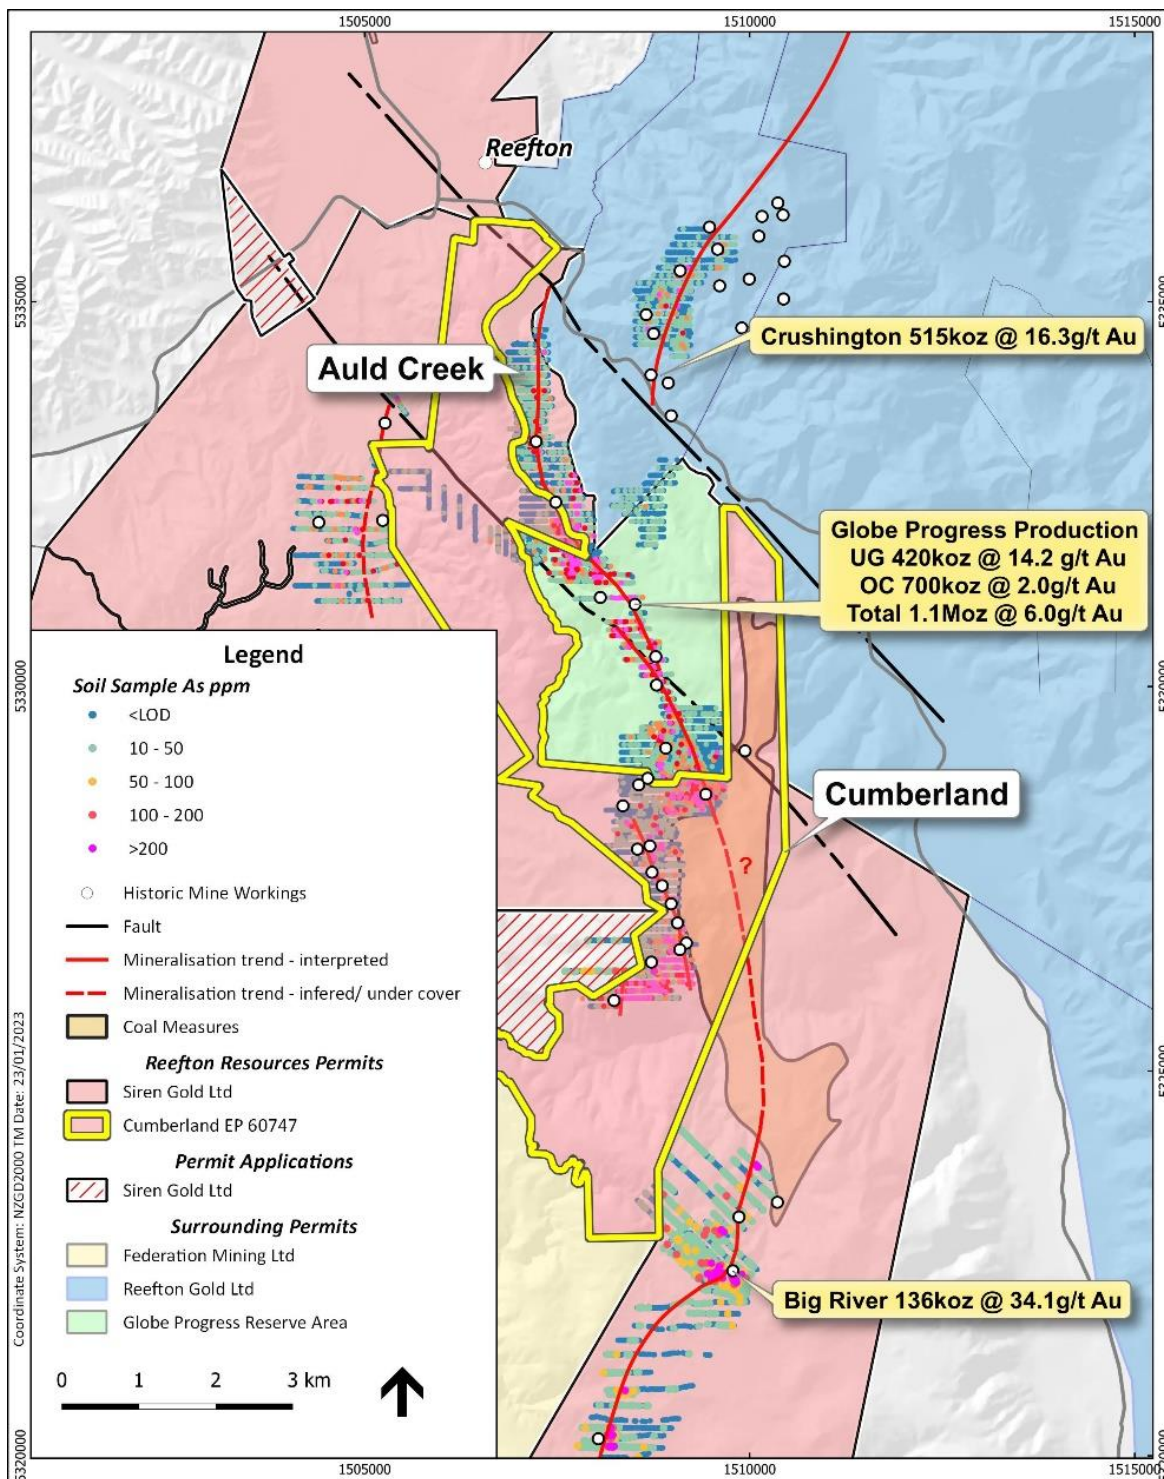 1505000
1510000
1515000
Reefton
5335000
5335000
Crushington 515koz @ 16.3g/t Au
Auld Creek
Globe Progress Production
UG 420koz @ 14.2 g/t Au
OC 700koz @ 2.0g/t Au
Total 1.1Moz @ 6.0g/t Au
5330000
5330000
Cumberland
?
Legend
Soil Sample As ppm
<LOD
10 - 50
50 - 100
100 - 200
>200
Historic Mine Workings
Fault
Mineralisation trend - interpreted
Mineralisation trend - infered/ under cover
Coal Measures
Reefton Resources Permits
Siren Gold Ltd
Cumberland EP 60747
Permit Applications
Siren Gold Ltd
Surrounding Permits
Federation Mining Ltd
Reefton Gold Ltd
Globe Progress Reserve Area
0 1 2 3 km
Coordinate System: NZGD2000 TM Date: 23/01/2023
5325000
Big River 136koz @ 34.1g/t Au
5320000
5320000
1505000
1510000
1515000